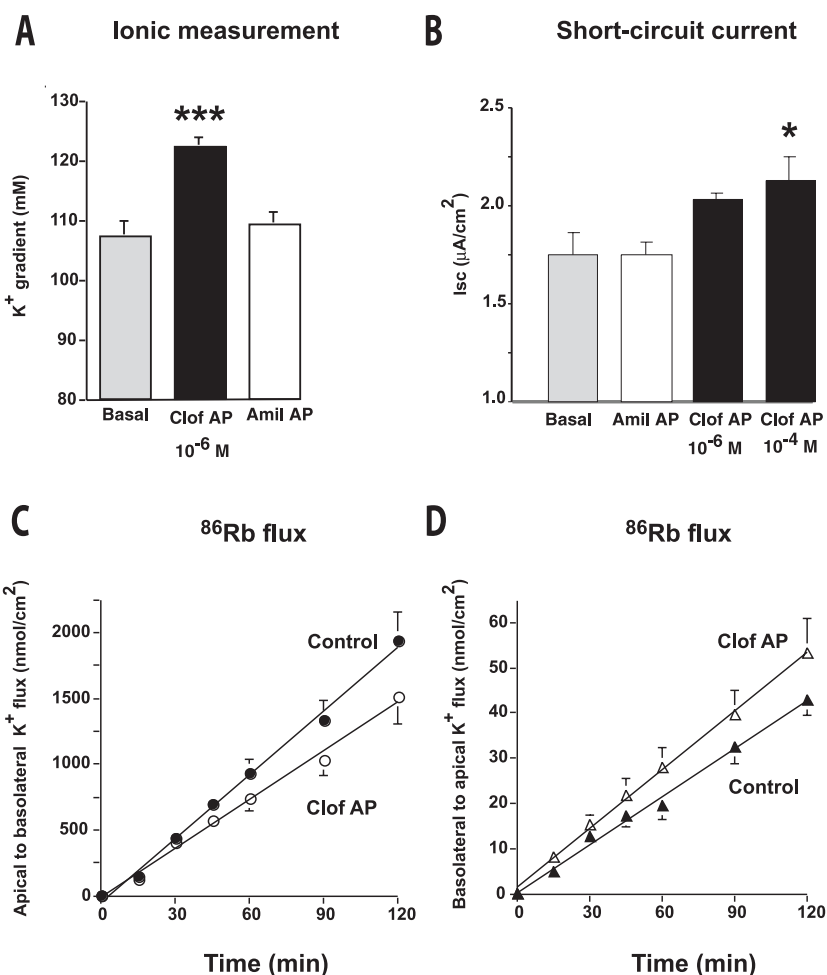 A Ionic measurement
K+ gradient (mM)
130
120
110
100
90
80
***
Basal Clof AP Amil AP
10-6 M
B Short-circuit current
Isc (μA/cm2)
2.5
2.0
1.5
1.0
*
Basal Amil AP Clof AP Clof AP
10-6 M 10-4 M
C 86Rb flux
Apical to basolateral K+ flux (nmol/cm2)
2000
1500
1000
500
0
Control
Clof AP
0 30 60 90 120
Time (min)
D 86Rb flux
Basolateral to apical K+ flux (nmol/cm2)
60
50
40
30
20
10
0
Clof AP
Control
0 30 60 90 120
Time (min)